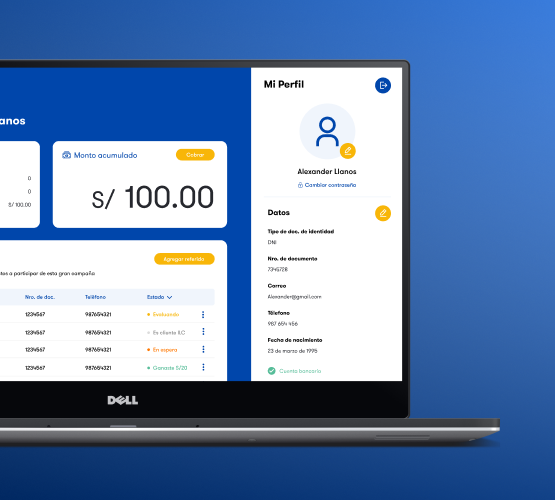 Mi Perfil
anos
Monto acumulado
Cobrar
0
0
S/ 100.00
S/ 100.00
Alexander Llanos
Cambiar contraseña
Datos
Tipo de doc. de identidad
DNI
Nro. de documento
7345728
Correo
Alexander@gmail.com
Télefono
987 654 456
Fecha de nacimiento
23 de marzo de 1995
Cuenta bancaria
Agregar referido
tos a participar de esta gran campaña
Nro. de doc. Teléfono Estado
1234567 987654321 Evaluando
1234567 987654321 Es cliente ILC
1234567 987654321 En espera
1234567 987654321 Ganaste S/20
DELL